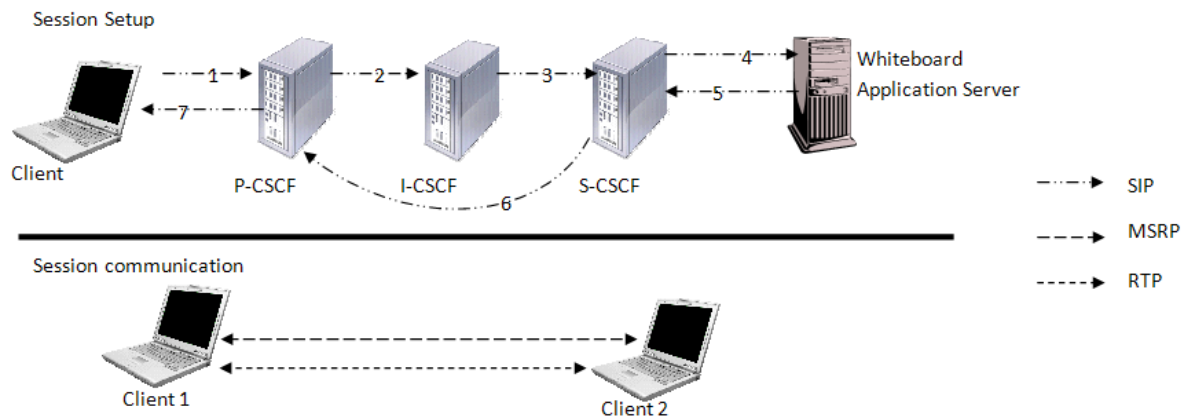 Session Setup
1
2
3
4
5
6
7
Whiteboard
Application Server
Client
P-CSCF
I-CSCF
S-CSCF
SIP
MSRP
RTP
Session communication
Client 1
Client 2